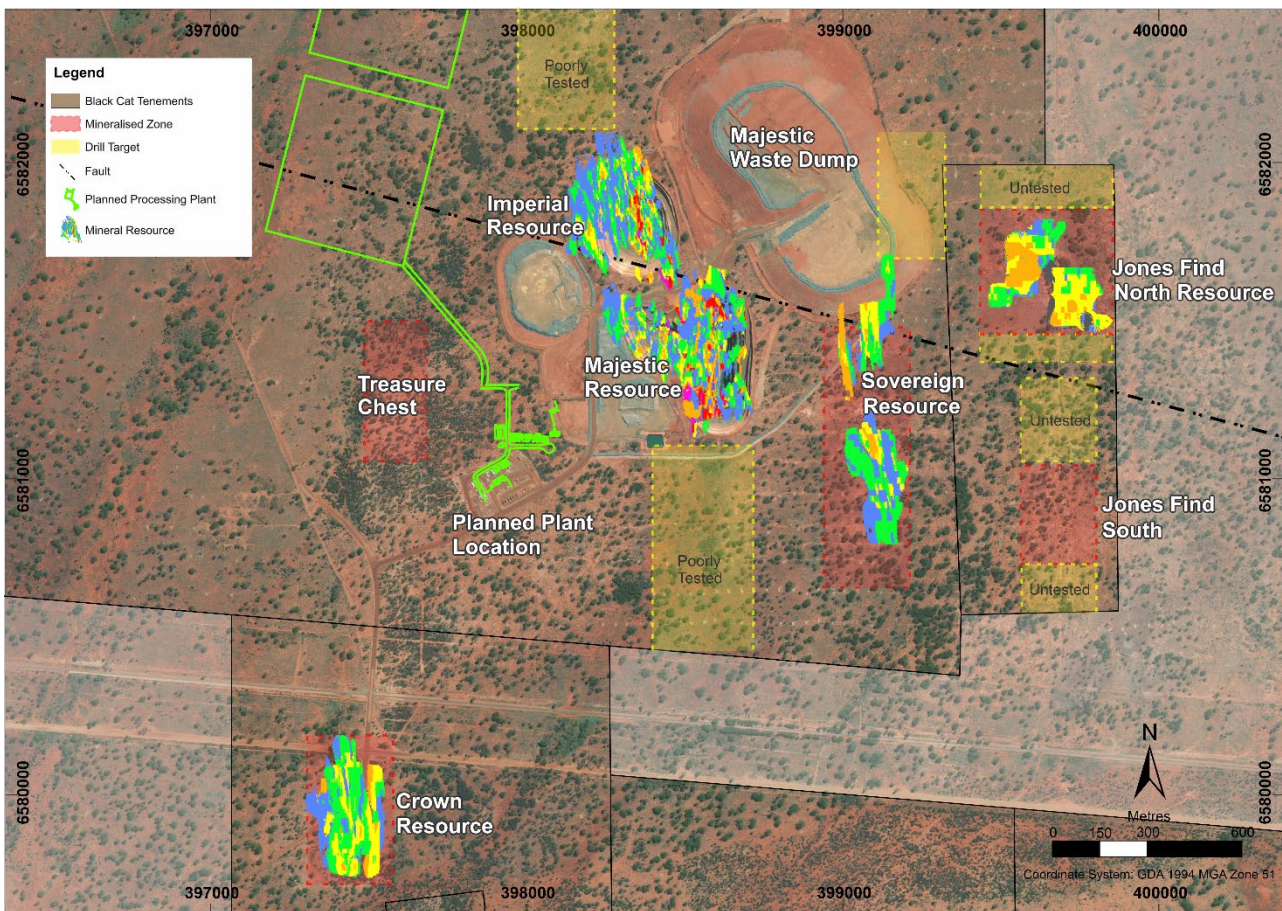 397000
398000
399000
400000
Legend
Black Cat Tenements
Mineralised Zone
Drill Target
Fault
Planned Processing Plant
Mineral Resource
Poorly
Tested
Majestic
Waste Dump
6582000
6582000
Untested
Imperial
Resource
Jones Find
North Resource
Majestic
Resource
Treasure
Chest
Sovereign
Resource
Untested
6581000
6581000
Jones Find
South
Planned Plant
Location
Poorly
Tested
Untested
N
6580000
6580000
Crown
Resource
Metres
0 150 300 600
Coordinate System: GDA 1994 MGA Zone 51
397000
398000
399000
400000